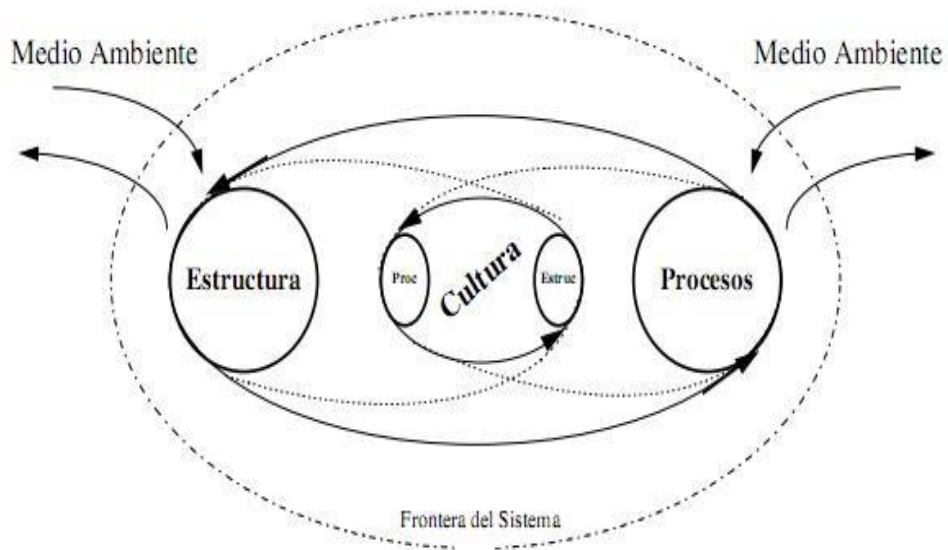 Medio Ambiente
Medio Ambiente
Estructura
Proc
Cultura
Estruc
Procesos
Frontera del Sistema